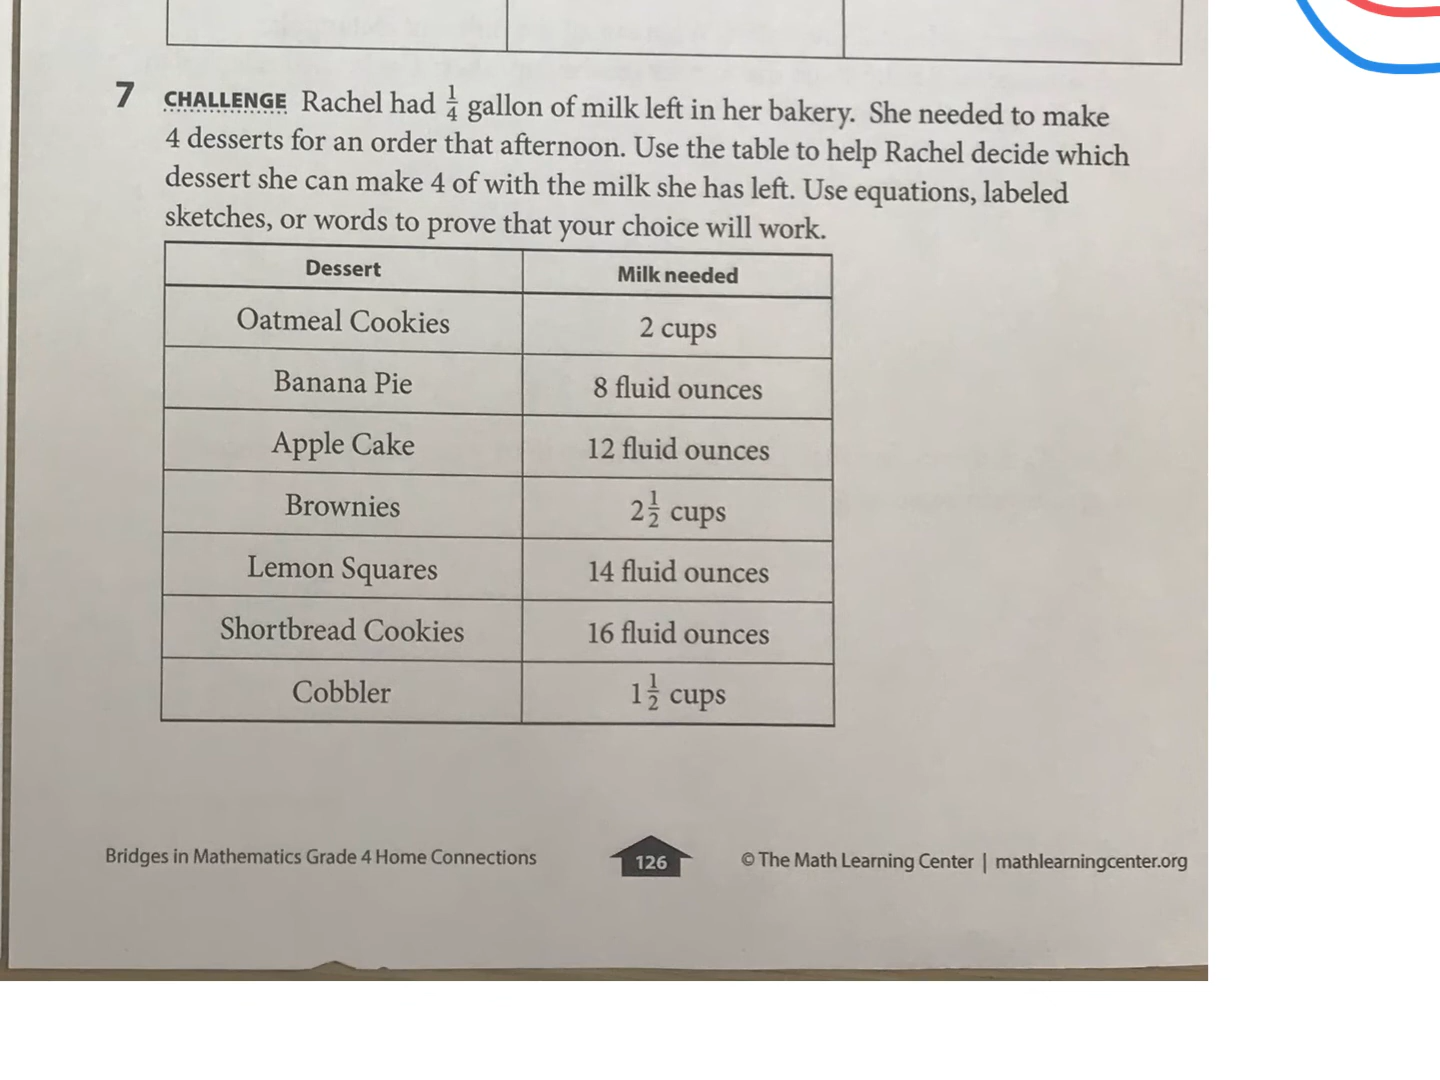 7 CHALLENGE Rachel had 1/4 gallon of milk left in her bakery. She needed to make
4 desserts for an order that afternoon. Use the table to help Rachel decide which
dessert she can make 4 of with the milk she has left. Use equations, labeled
sketches, or words to prove that your choice will work.
Dessert Milk needed
Oatmeal Cookies 2 cups
Banana Pie 8 fluid ounces
Apple Cake 12 fluid ounces
Brownies 2 1/2 cups
Lemon Squares 14 fluid ounces
Shortbread Cookies 16 fluid ounces
Cobbler 1 1/2 cups
Bridges in Mathematics Grade 4 Home Connections 126 © The Math Learning Center | mathlearningcenter.org